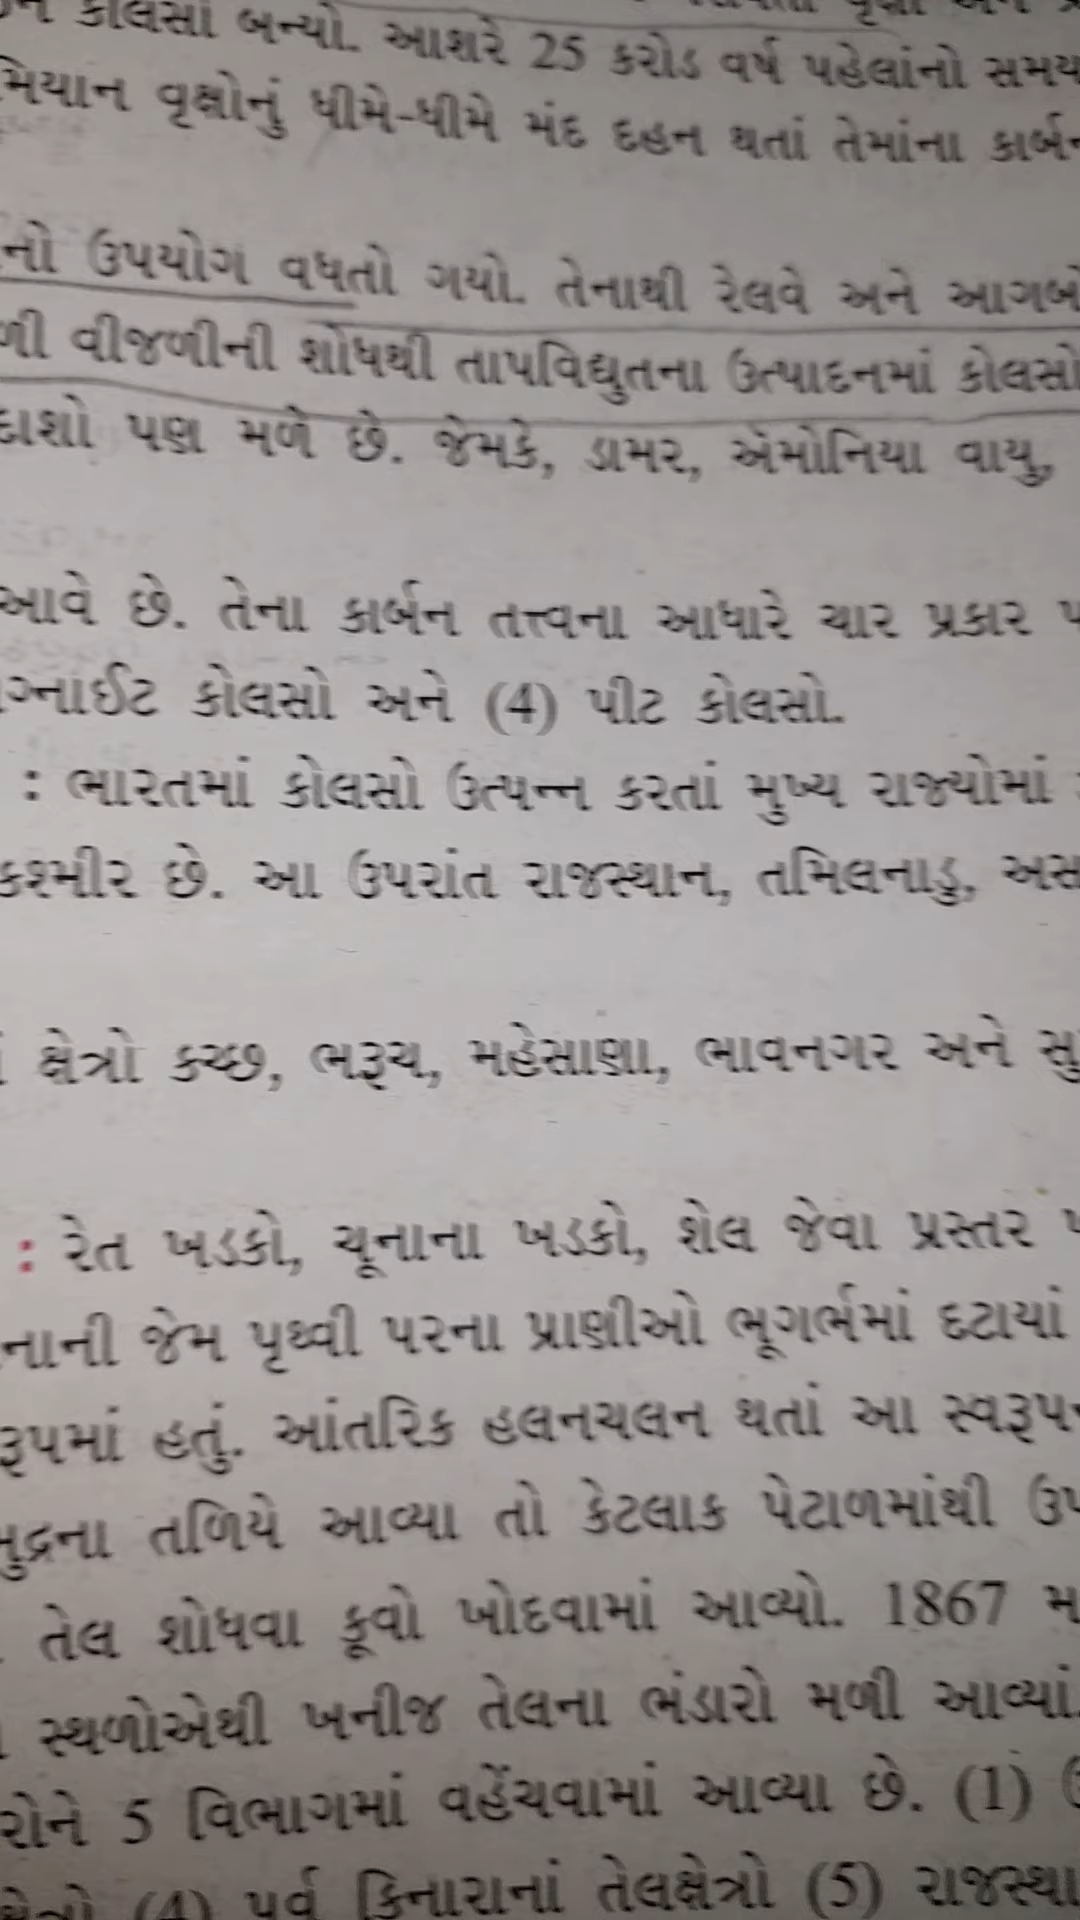 કોલસો બન્યો. આશરે 25 કરોડ વર્ષ પહેલાંનો સમય
મિયાન વૃક્ષોનું ધીમે-ધીમે મંદ દહન થતાં તેમાંના કાર્બન
નો ઉપયોગ વધતો ગયો. તેનાથી રેલવે અને આગબો
ળી વીજળીની શોધથી તાપવિદ્યુતના ઉત્પાદનમાં કોલસો
દાશો પણ મળે છે. જેમકે, ડામર, ઍમોનિયા વાયુ,
આવે છે. તેના કાર્બન તત્ત્વના આધારે ચાર પ્રકાર
ગ્નાઈટ કોલસો અને (4) પીટ કોલસો.
: ભારતમાં કોલસો ઉત્પન્ન કરતાં મુખ્ય રાજ્યોમાં
કશ્મીર છે. આ ઉપરાંત રાજસ્થાન, તમિલનાડુ, અસ
ક્ષેત્રો કચ્છ, ભરૂચ, મહેસાણા, ભાવનગર અને સુ
: રેત ખડકો, ચૂનાના ખડકો, શેલ જેવા પ્રસ્તર
નાની જેમ પૃથ્વી પરના પ્રાણીઓ ભૂગર્ભમાં દટાયાં
રૂપમાં હતું. આંતરિક હલનચલન થતાં આ સ્વરૂપ
મુદ્રના તળિયે આવ્યા તો કેટલાક પેટાળમાંથી ઉપ
તેલ શોધવા કૂવો ખોદવામાં આવ્યો. 1867 મ
સ્થળોએથી ખનીજ તેલના ભંડારો મળી આવ્યાં.
રોને 5 વિભાગમાં વહેંચવામાં આવ્યા છે. (1)
(4) પૂર્વ કિનારાનાં તેલક્ષેત્રો (5) રાજસ્થા